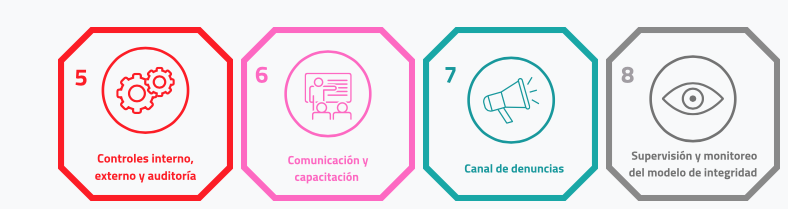 5
Controles interno,
externo y auditoría
6
Comunicación y
capacitación
7
Canal de denuncias
8
Supervisión y monitoreo
del modelo de integridad